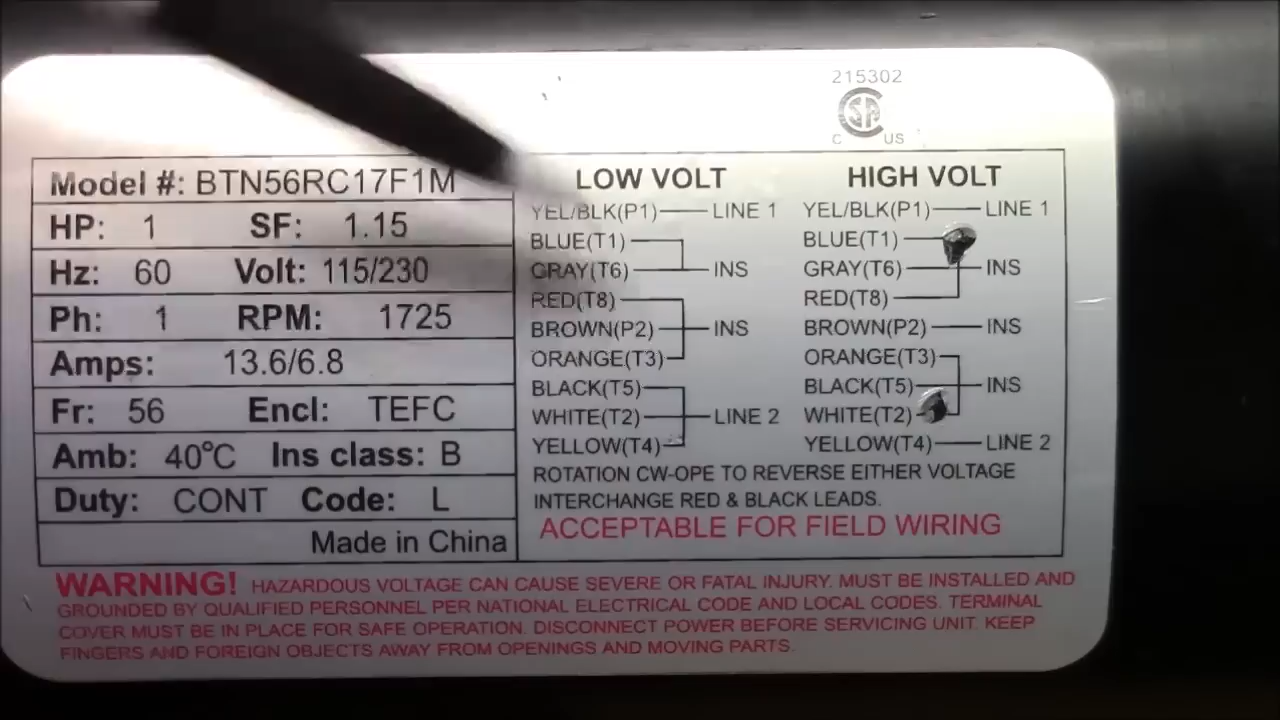 215302
C SP US
Model #: BTN56RC17F1M
HP: 1 SF: 1.15
Hz: 60 Volt: 115/230
Ph: 1 RPM: 1725
Amps: 13.6/6.8
Fr: 56 Encl: TEFC
Amb: 40°C Ins class: B
Duty: CONT Code: L
Made in China
LOW VOLT
YEL/BLK(P1) LINE 1
BLUE(T1)
GRAY(T6) INS
RED(T8)
BROWN(P2) INS
ORANGE(T3)
BLACK(T5)
WHITE(T2) LINE 2
YELLOW(T4)
HIGH VOLT
YEL/BLK(P1) LINE 1
BLUE(T1)
GRAY(T6) INS
RED(T8)
BROWN(P2) INS
ORANGE(T3)
BLACK(T5) INS
WHITE(T2)
YELLOW(T4) LINE 2
ROTATION CW-OPE TO REVERSE EITHER VOLTAGE
INTERCHANGE RED & BLACK LEADS.
ACCEPTABLE FOR FIELD WIRING
WARNING! HAZARDOUS VOLTAGE CAN CAUSE SEVERE OR FATAL INJURY. MUST BE INSTALLED AND
GROUNDED BY QUALIFIED PERSONNEL PER NATIONAL ELECTRICAL CODE AND LOCAL CODES. TERMINAL
COVER MUST BE IN PLACE FOR SAFE OPERATION. DISCONNECT POWER BEFORE SERVICING UNIT. KEEP
FINGERS AND FOREIGN OBJECTS AWAY FROM OPENINGS AND MOVING PARTS.